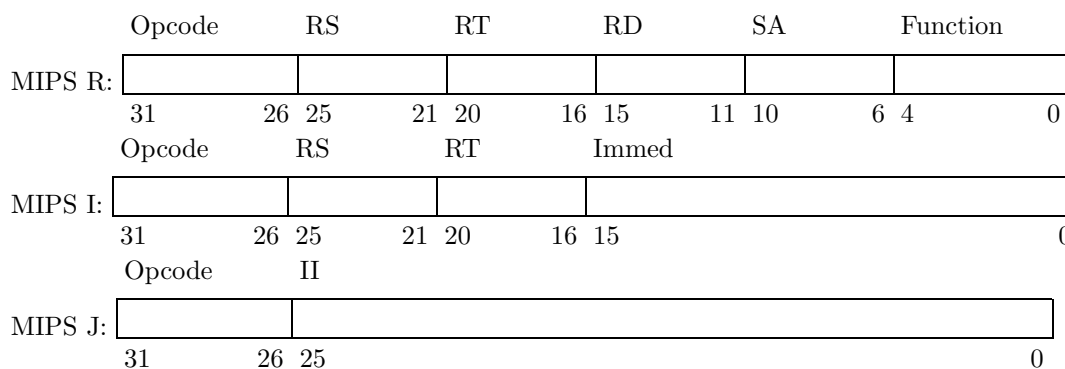 Opcode RS RT RD SA Function
MIPS R:
31 26 25 21 20 16 15 11 10 6 4 0
Opcode RS RT Immed
MIPS I:
31 26 25 21 20 16 15 0
Opcode II
MIPS J:
31 26 25 0